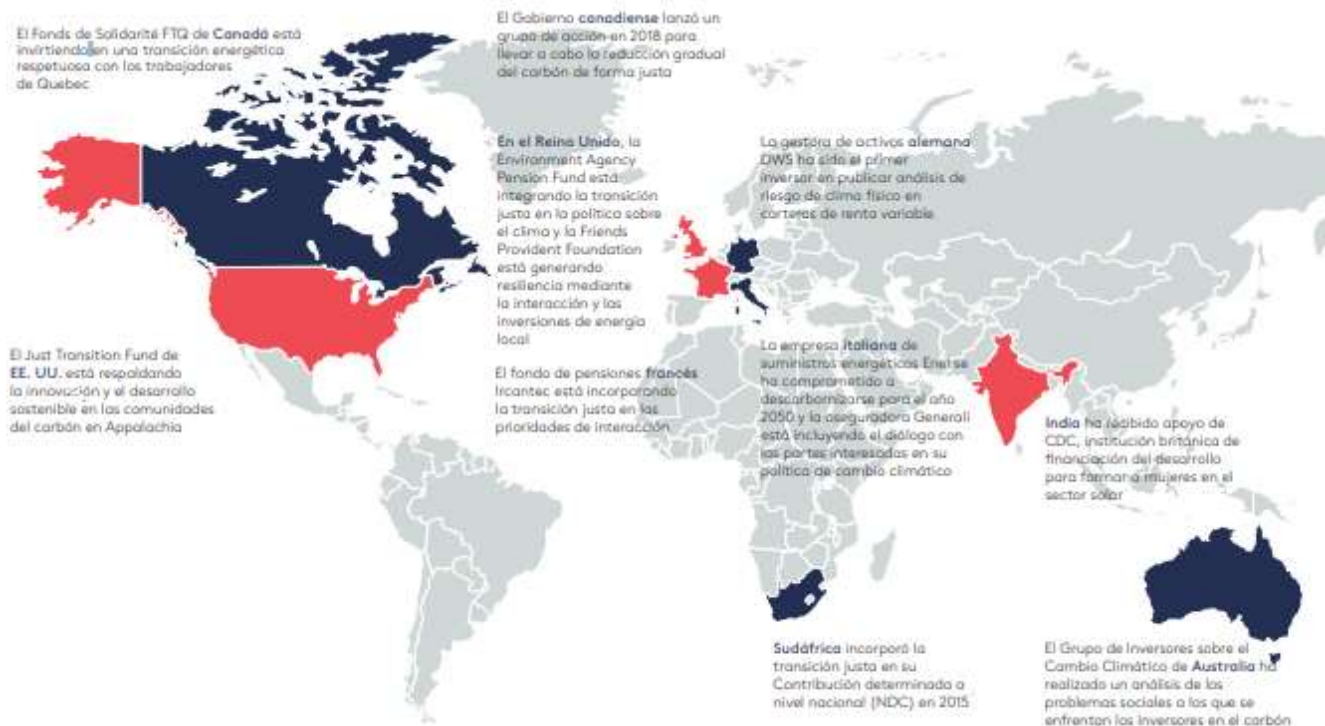 El Fonds de Solidarité FTQ de Canadá está
invirtiendo en una transición energética
respetuosa con los trabajadores
de Quebec
El Gobierno canadiense lanzó un
grupo de acción en 2018 para
llevar a cabo la reducción gradual
del carbón de forma justa
En el Reino Unido, la
Environment Agency
Pension Fund está
integrando la transición
justa en la política sobre
el clima y la Friends
Provident Foundation
está generando
resiliencia mediante
la interacción y las
inversiones de energía
local
La gestora de activos alemana
DWS ha sido el primer
inversor en publicar análisis de
riesgo de clima físico en
carteras de renta variable
El Just Transition Fund de
EE. UU. está respaldando
la innovación y el desarrollo
sostenible en las comunidades
del carbón en Appalachia
El fondo de pensiones francés
Ircantec está incorporando
la transición justa en las
prioridades de interacción
La empresa italiana de
suministros energéticos Enel se
ha comprometido a
descarbonizarse para el año
2050 y la aseguradora Generali
está incluyendo el diálogo con
las partes interesadas en su
política de cambio climático
India ha recibido apoyo de
CDC, institución británica de
financiación del desarrollo
para formar a mujeres en el
sector solar
Sudáfrica incorporó la
transición justa en su
Contribución determinada a
nivel nacional (NDC) en 2015
El Grupo de Inversores sobre el
Cambio Climático de Australia ha
realizado un análisis de los
problemas sociales a los que se
enfrentan los inversores en el carbón